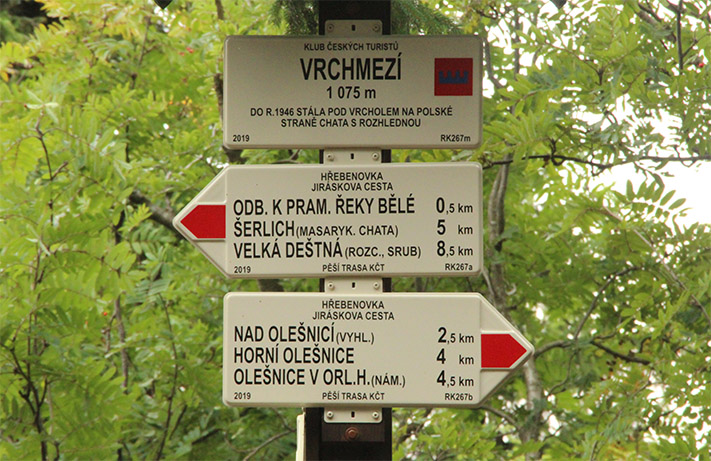 KLUB ČESKÝCH TURISTŮ
VRCHMEZÍ
1 075 m
DO R.1946 STÁLA POD VRCHOLEM NA POLSKÉ
STRANĚ CHATA S ROZHLEDNOU
2019 RK267m
HŘEBENOVKA
JIRÁSKOVA CESTA
ODB. K PRAM. ŘEKY BĚLÉ 0,5 km
ŠERLICH (MASARYK. CHATA) 5 km
VELKÁ DEŠTNÁ (ROZC., SRUB) 8,5 km
2019 PĚŠÍ TRASA KČT RK267a
HŘEBENOVKA
JIRÁSKOVA CESTA
NAD OLEŠNICÍ (VYHL.) 2,5 km
HORNÍ OLEŠNICE 4 km
OLEŠNICE V ORL.H. (NÁM.) 4,5 km
2019 PĚŠÍ TRASA KČT RK267b